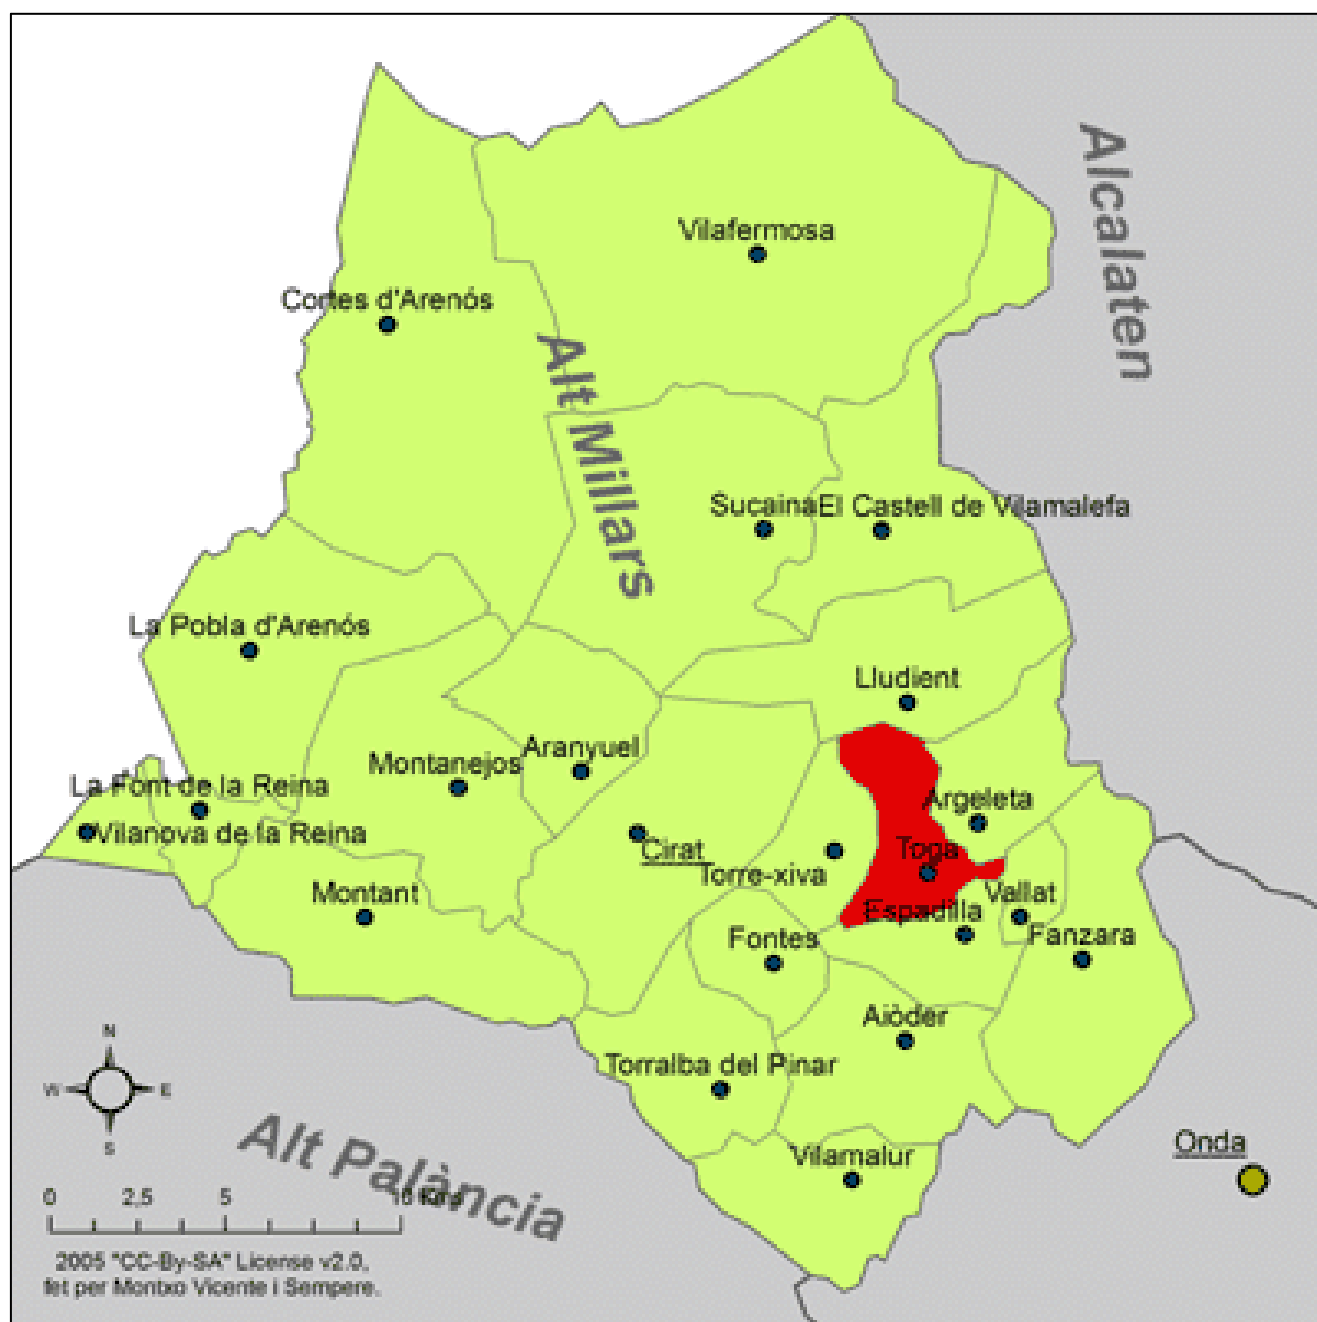 Alcalaten
Vilafermosa
Cortes d'Arenós
Alt Millars
Sucaina
El Castell de Vilamalefa
La Pobla d'Arenós
Lludient
Aranyuel
Montanejos
La Font de la Reina
Argeleta
Vilanova de la Reina
Cirat
Toga
Torre-xiva
Montant
Vallat
Espadilla
Fontes
Fanzara
Aiòder
N
Torralba del Pinar
W
E
S
Onda
Alt Palància
Vilamalur
0
2,5
5
10 Kms
2005 "CC-By-SA" License v2.0,
fet per Montxo Vicente i Sempere.